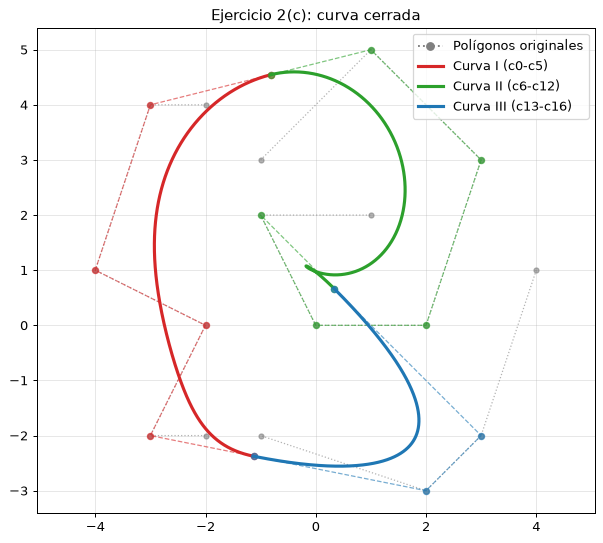 Ejercicio 2(c): curva cerrada
Polígonos originales
Curva I (c0-c5)
Curva II (c6-c12)
Curva III (c13-c16)
5
4
3
2
1
0
−1
−2
−3
−4 −2 0 2 4